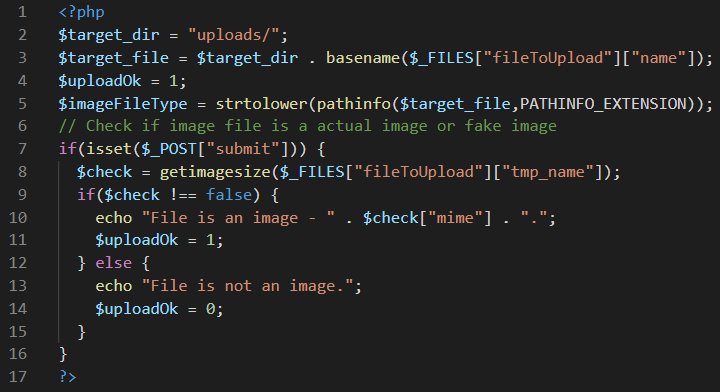 1 <?php
2 $target_dir = "uploads/";
3 $target_file = $target_dir . basename($_FILES["fileToUpload"]["name"]);
4 $uploadOk = 1;
5 $imageFileType = strtolower(pathinfo($target_file,PATHINFO_EXTENSION));
6 // Check if image file is a actual image or fake image
7 if(isset($_POST["submit"])) {
8   $check = getimagesize($_FILES["fileToUpload"]["tmp_name"]);
9   if($check !== false) {
10     echo "File is an image - " . $check["mime"] . ".";
11     $uploadOk = 1;
12   } else {
13     echo "File is not an image.";
14     $uploadOk = 0;
15   }
16 }
17 ?>